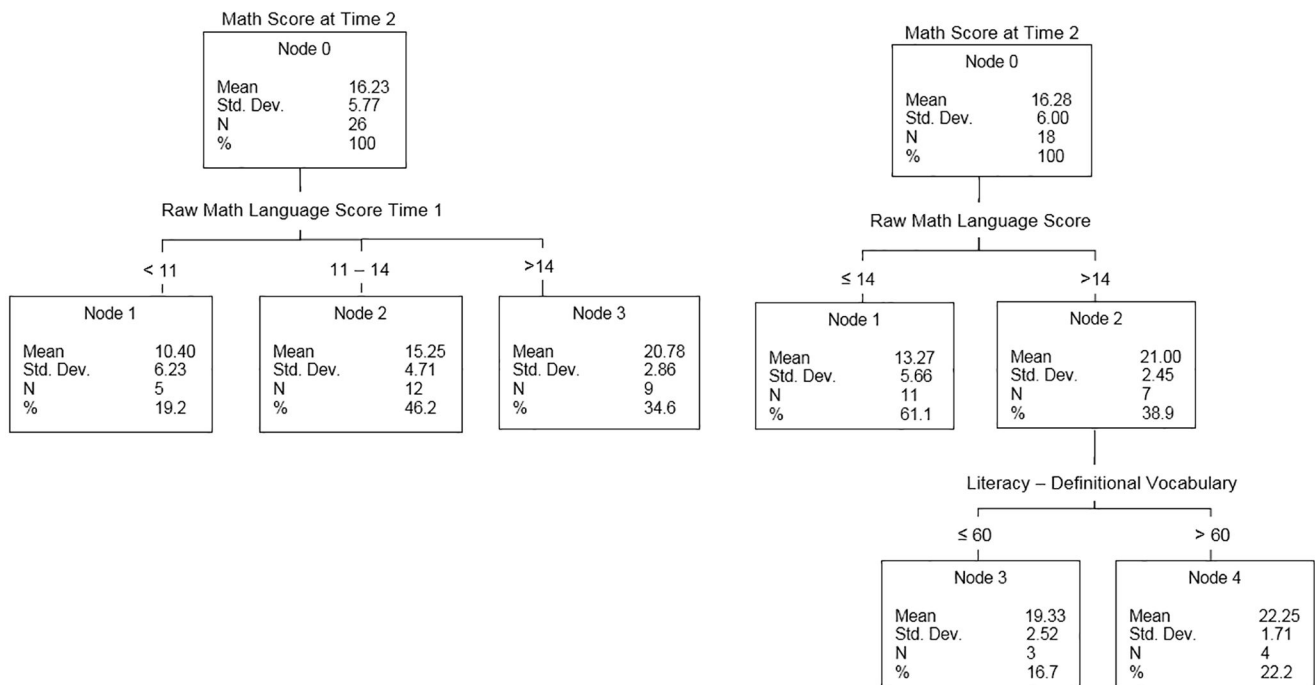 Math Score at Time 2
Node 0
Mean 16.23
Std. Dev. 5.77
N 26
% 100
Raw Math Language Score Time 1
< 11
11 – 14
>14
Node 1
Mean 10.40
Std. Dev. 6.23
N 5
% 19.2
Node 2
Mean 15.25
Std. Dev. 4.71
N 12
% 46.2
Node 3
Mean 20.78
Std. Dev. 2.86
N 9
% 34.6
Math Score at Time 2
Node 0
Mean 16.28
Std. Dev. 6.00
N 18
% 100
Raw Math Language Score
≤ 14
>14
Node 1
Mean 13.27
Std. Dev. 5.66
N 11
% 61.1
Node 2
Mean 21.00
Std. Dev. 2.45
N 7
% 38.9
Literacy – Definitional Vocabulary
≤ 60
> 60
Node 3
Mean 19.33
Std. Dev. 2.52
N 3
% 16.7
Node 4
Mean 22.25
Std. Dev. 1.71
N 4
% 22.2